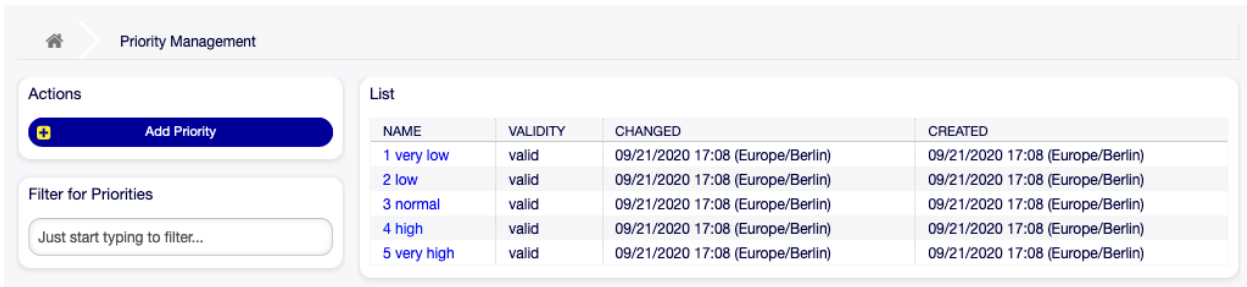 Priority Management
Actions
Add Priority
Filter for Priorities
Just start typing to filter...
List
NAME VALIDITY CHANGED CREATED
1 very low valid 09/21/2020 17:08 (Europe/Berlin) 09/21/2020 17:08 (Europe/Berlin)
2 low valid 09/21/2020 17:08 (Europe/Berlin) 09/21/2020 17:08 (Europe/Berlin)
3 normal valid 09/21/2020 17:08 (Europe/Berlin) 09/21/2020 17:08 (Europe/Berlin)
4 high valid 09/21/2020 17:08 (Europe/Berlin) 09/21/2020 17:08 (Europe/Berlin)
5 very high valid 09/21/2020 17:08 (Europe/Berlin) 09/21/2020 17:08 (Europe/Berlin)